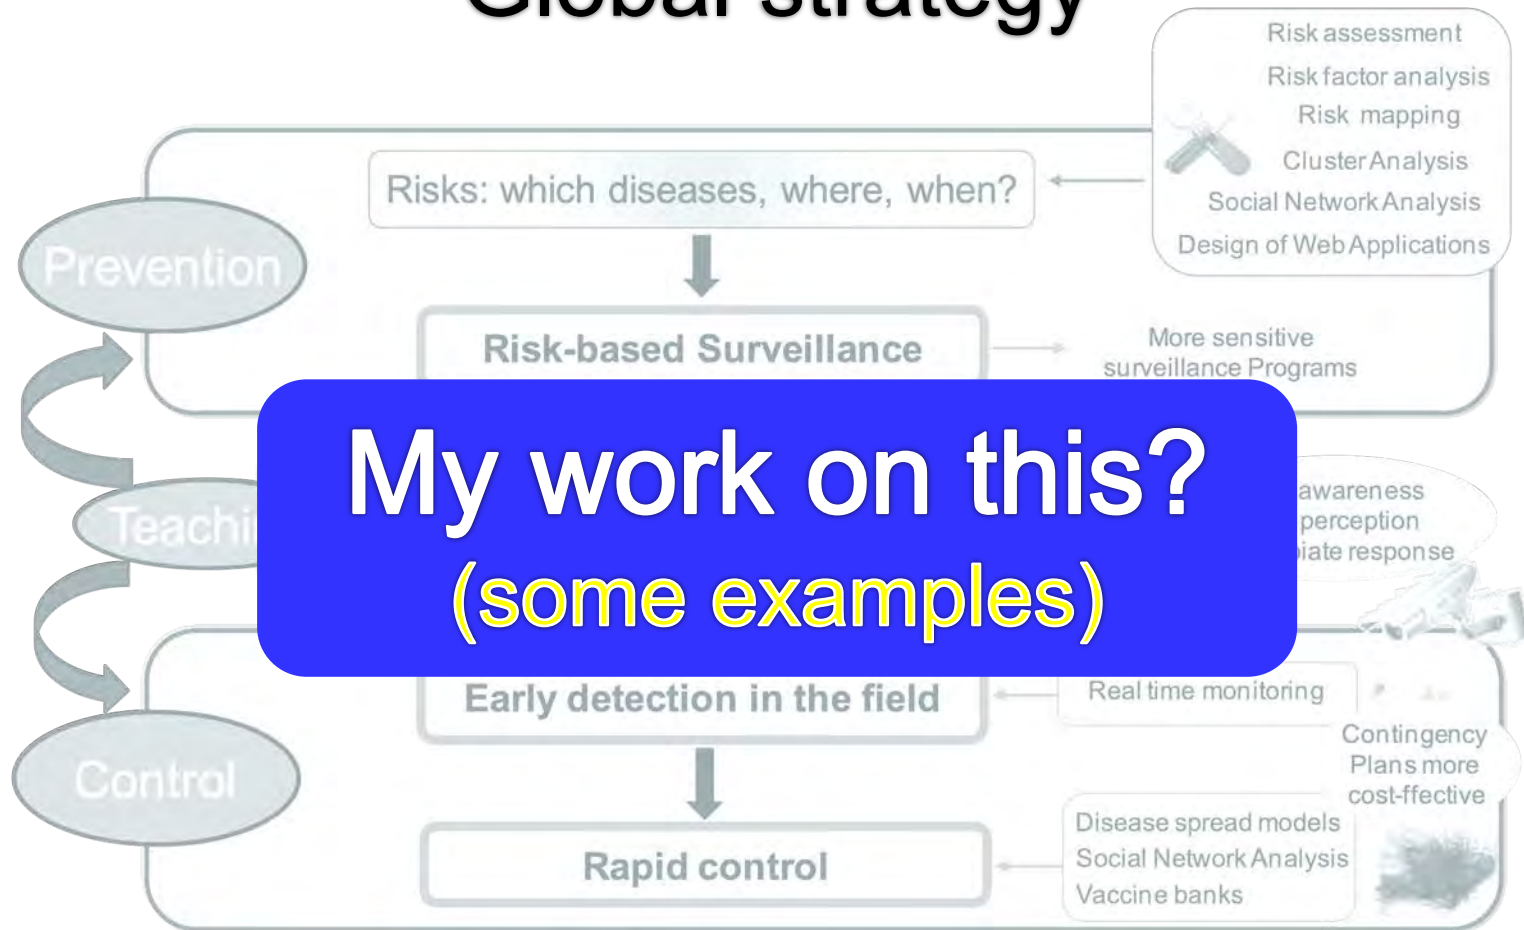 Global strategy
Risk assessment
Risk factor analysis
Risk mapping
Cluster Analysis
Social Network Analysis
Design of Web Applications
Risks: which diseases, where, when?
Prevention
Risk-based Surveillance
More sensitive
surveillance Programs
My work on this?
(some examples)
awareness
perception
response
Early detection in the field
Real time monitoring
Control
Contingency
Plans more
cost-ffective
Rapid control
Disease spread models
Social Network Analysis
Vaccine banks